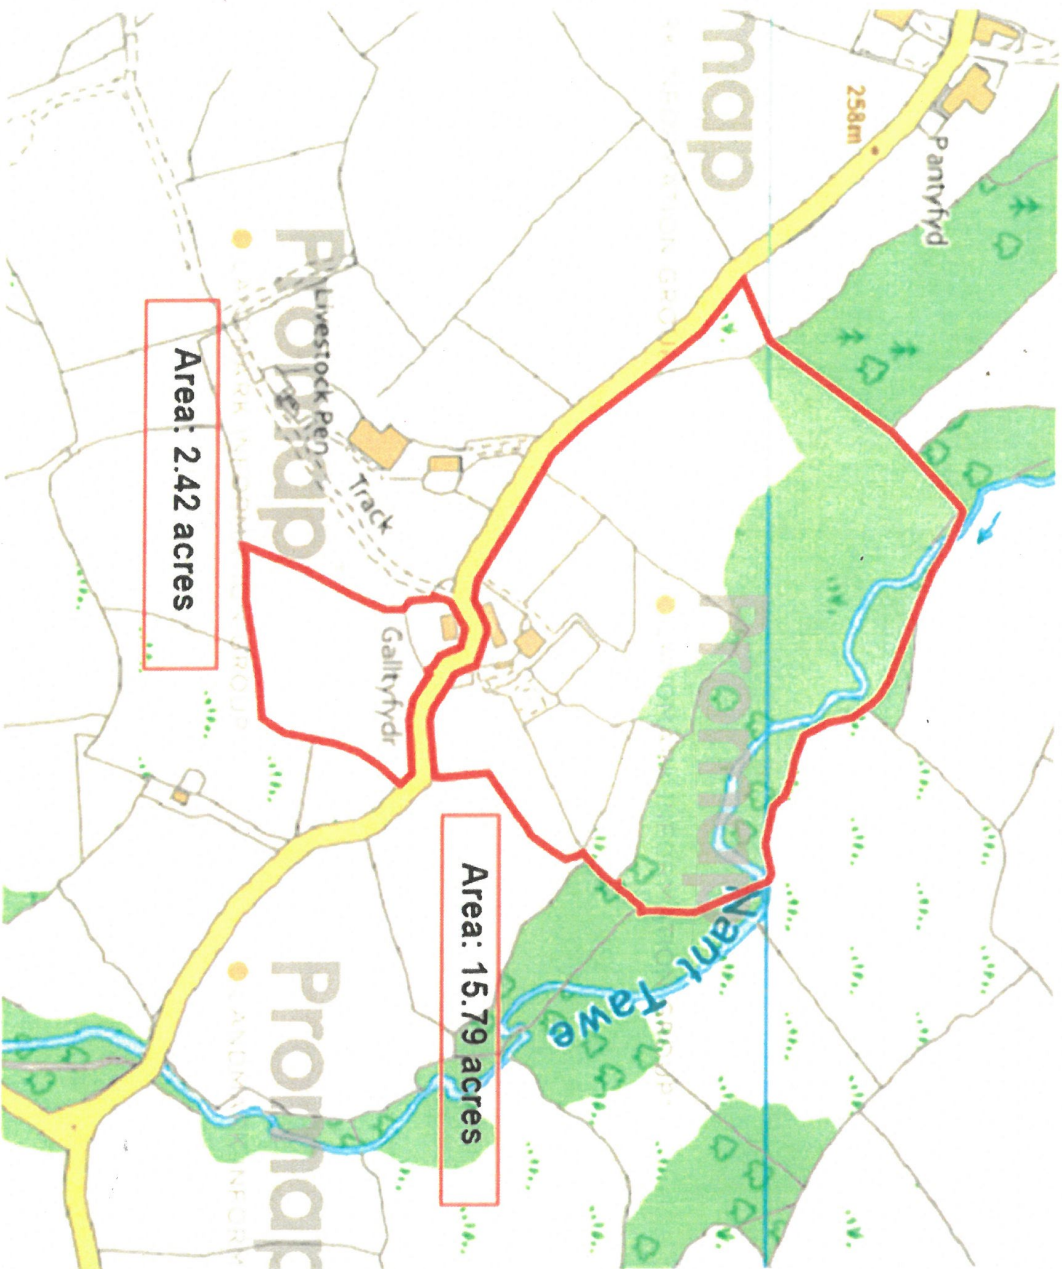 Pantyfyd
258m
map
Promap
Promap
Promap
Livestock Pen
Track
Galltyfydr
Nant Tawe
Area: 2.42 acres
Area: 15.79 acres